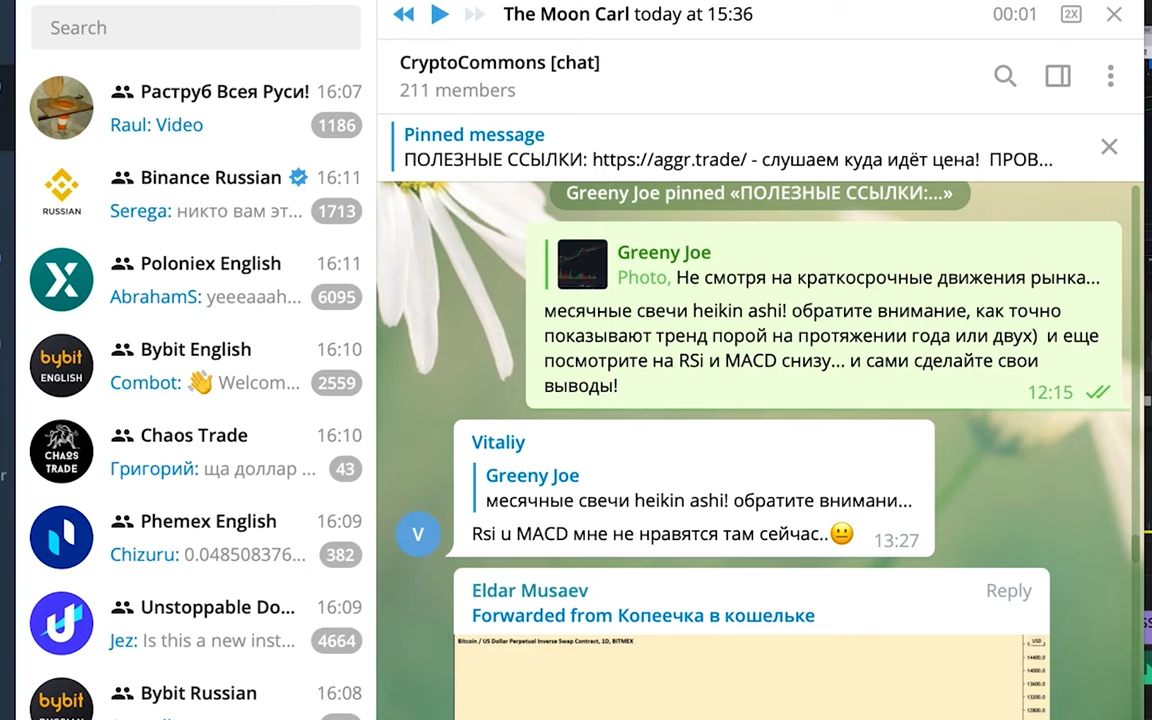 Search
Раструб Всея Руси! 16:07
Raul: Video 1186
RUSSIAN
Binance Russian 16:11
Serega: никто вам эт... 1713
Poloniex English 16:11
AbrahamS: yeeeaaah... 6095
bybit
ENGLISH
Bybit English 16:10
Combot: 👋 Welcom... 2559
CHAOS
TRADE
Chaos Trade 16:10
Григорий: ща доллар ... 43
Phemex English 16:09
Chizuru: 0.048508376... 382
Unstoppable Do... 16:09
Jez: Is this a new inst... 4664
bybit
Bybit Russian 16:08
The Moon Carl today at 15:36 00:01 2X
CryptoCommons [chat]
211 members
Pinned message
ПОЛЕЗНЫЕ ССЫЛКИ: https://aggr.trade/ - слушаем куда идёт цена! ПРОВ...
Greeny Joe pinned «ПОЛЕЗНЫЕ ССЫЛКИ:...»
Greeny Joe
Photo, Не смотря на краткосрочные движения рынка...
месячные свечи heikin ashi! обратите внимание, как точно
показывают тренд порой на протяжении года или двух) и еще
посмотрите на RSi и MACD снизу... и сами сделайте свои
выводы!
12:15
Vitaliy
Greeny Joe
месячные свечи heikin ashi! обратите внимани...
V
Rsi u MACD мне не нравятся там сейчас..😐 13:27
Eldar Musaev Reply
Forwarded from Копеечка в кошельке
Bitcoin / US Dollar Perpetual Inverse Swap Contract, 1D, BITMEX
USD
14400.0
14000.0
13600.0
13200.0
12800.0